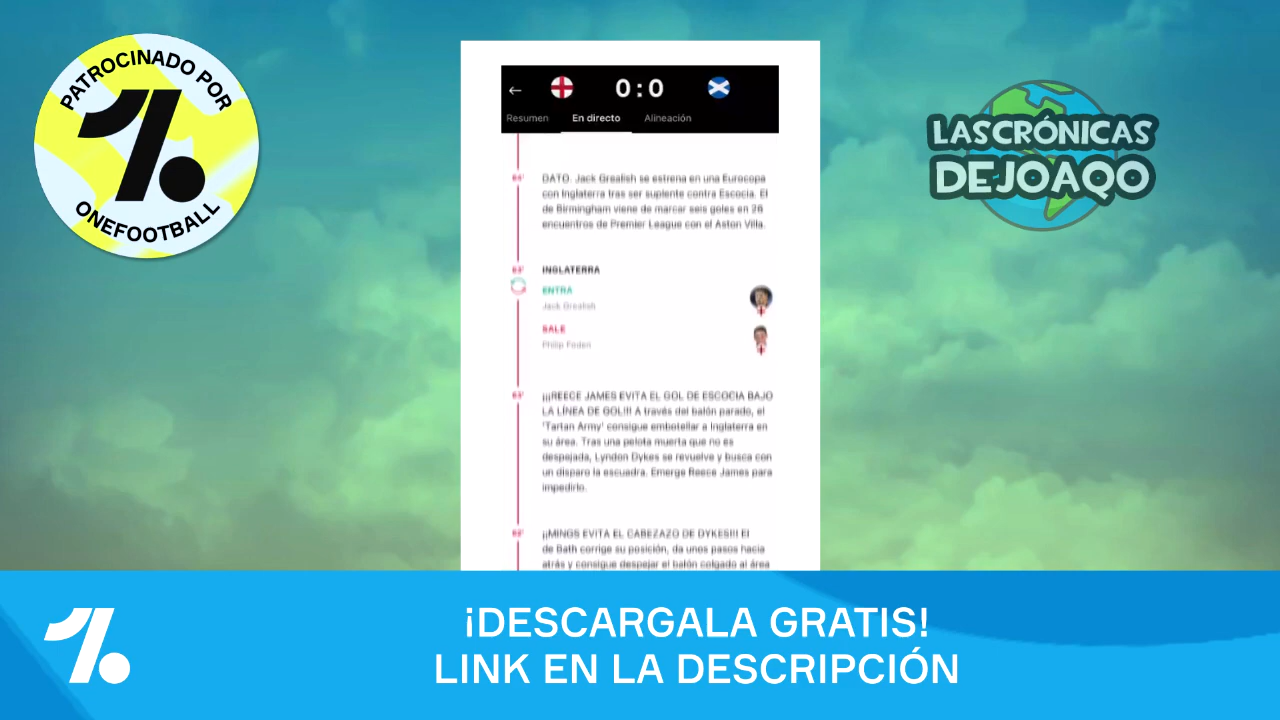 PATROCINADO POR
ONEFOOTBALL
LASCRÓNICAS
DEJOAQO
0:0
Resumen En directo Alineación
64' DATO. Jack Grealish se estrena en una Eurocopa
con Inglaterra tras ser suplente contra Escocia. El
de Birmingham viene de marcar seis goles en 26
encuentros de Premier League con el Aston Villa.
63' INGLATERRA
ENTRA
Jack Grealish
SALE
Philip Foden
63' ¡¡¡REECE JAMES EVITA EL GOL DE ESCOCIA BAJO
LA LÍNEA DE GOL!!! A través del balón parado, el
'Tartan Army' consigue embotellar a Inglaterra en
su área. Tras una pelota muerta que no es
despejada, Lyndon Dykes se revuelve y busca con
un disparo la escuadra. Emerge Reece James para
impedirlo.
62' ¡¡MINGS EVITA EL CABEZAZO DE DYKES!!! El
de Bath corrige su posición, da unos pasos hacia
atrás y consigue despejar el balón colgado al área
¡DESCARGALA GRATIS!
LINK EN LA DESCRIPCIÓN